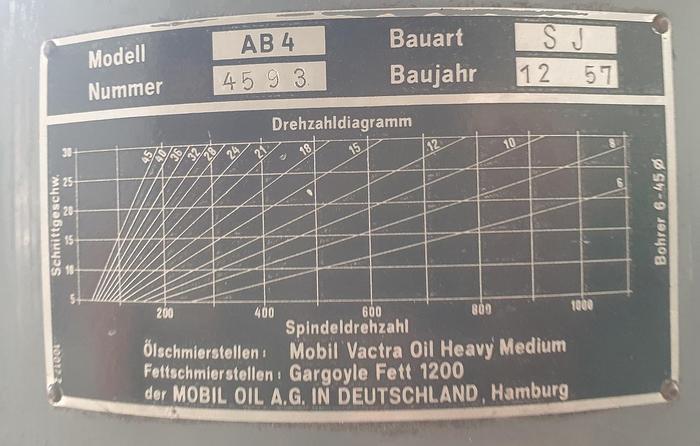 Modell AB 4 Bauart S J
Nummer 4593 Baujahr 12 57
Drehzahldiagramm
45 40 36 32 28 24 21 18 15 12 10 8
6
30
25
20
15
10
5
Schnittgeschw.
Bohrer 6-45 Ø
200 400 600 800 1000
Spindeldrehzahl
Ölschmierstellen: Mobil Vactra Oil Heavy Medium
Fettschmierstellen: Gargoyle Fett 1200
der MOBIL OIL A.G. IN DEUTSCHLAND, Hamburg